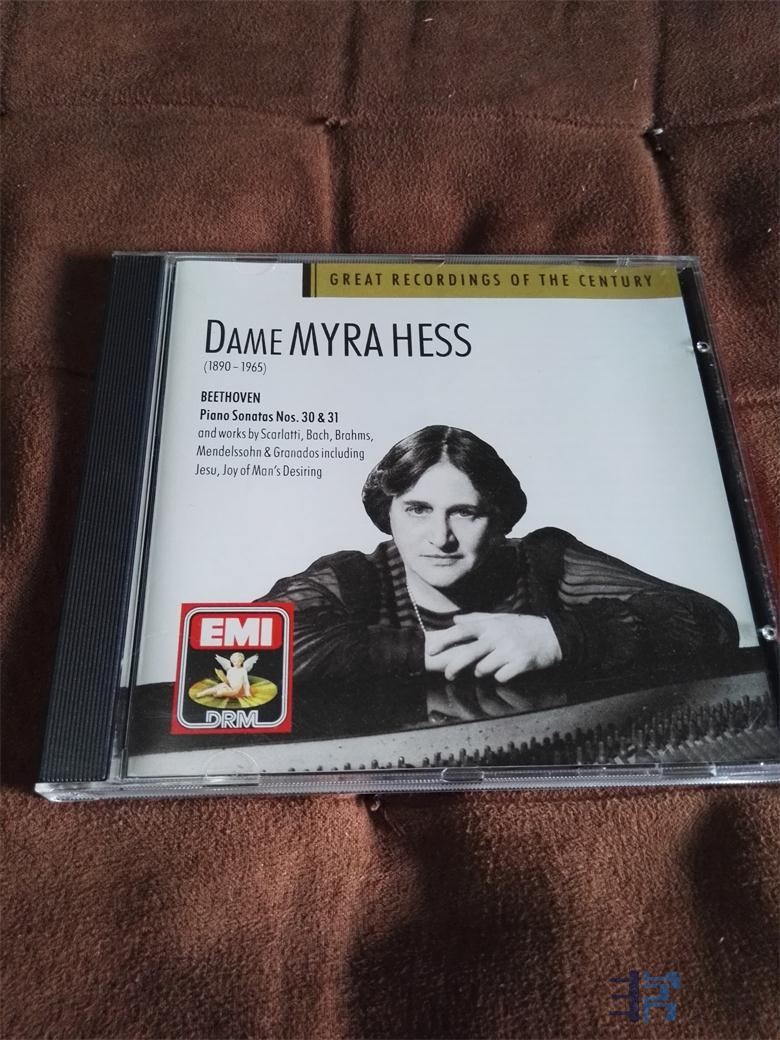 GREAT RECORDINGS OF THE CENTURY
DAME MYRA HESS
(1890 – 1965)
BEETHOVEN
Piano Sonatas Nos. 30 & 31
and works by Scarlatti, Bach, Brahms,
Mendelssohn & Granados including
Jesu, Joy of Man's Desiring
EMI
DRM